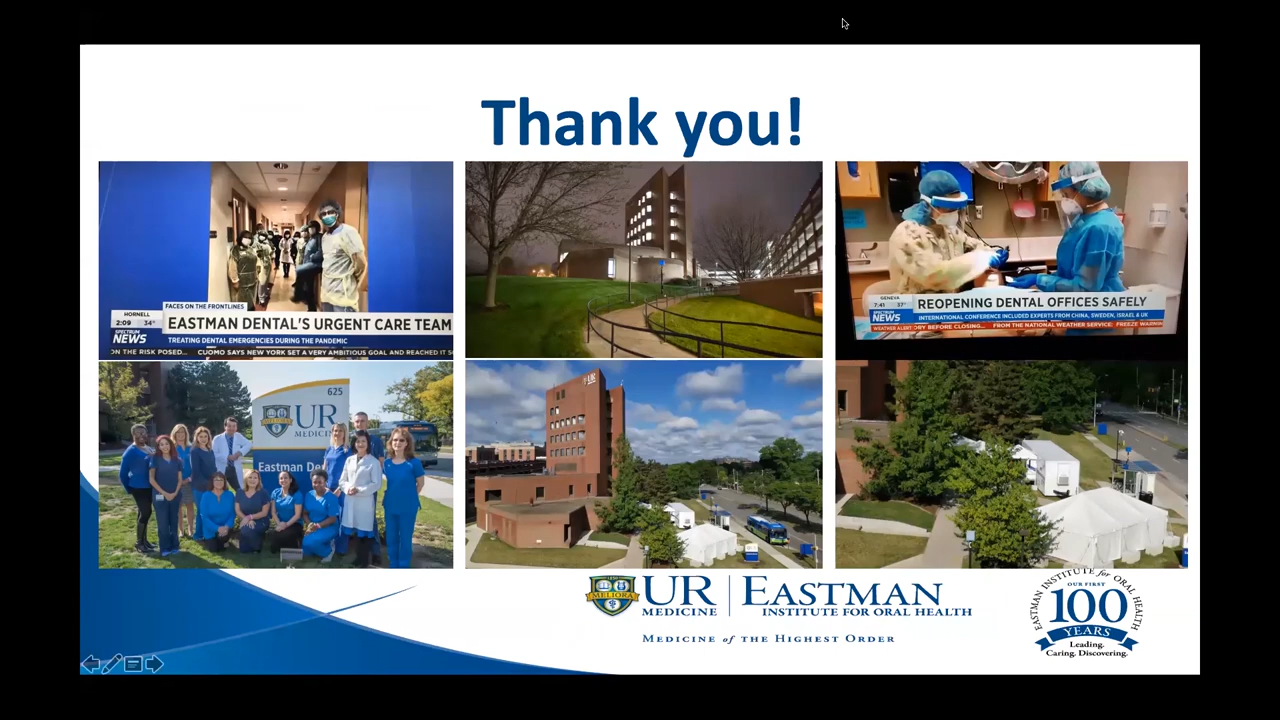 Thank you!
FACES ON THE FRONTLINES
HORNELL
2:09 34°
EASTMAN DENTAL'S URGENT CARE TEAM
SPECTRUM
NEWS
TREATING DENTAL EMERGENCIES DURING THE PANDEMIC
ON THE RISK POSED... CUOMO SAYS NEW YORK SET A VERY AMBITIOUS GOAL AND REACHED IT
GENEVA
7:41 37°
REOPENING DENTAL OFFICES SAFELY
SPECTRUM
NEWS
INTERNATIONAL CONFERENCE INCLUDED EXPERTS FROM CHINA, SWEDEN, ISRAEL & UK
WEATHER ALERT DRY BEFORE CLOSING... FROM THE NATIONAL WEATHER SERVICE: FREEZE WARNIN
625
UR
MEDICIN
Eastman De
UR
MELIORA
UR
MEDICINE
EASTMAN
INSTITUTE FOR ORAL HEALTH
MEDICINE of THE HIGHEST ORDER
EASTMAN INSTITUTE for ORAL HEALTH
OUR FIRST
100
YEARS
Leading.
Caring. Discovering.